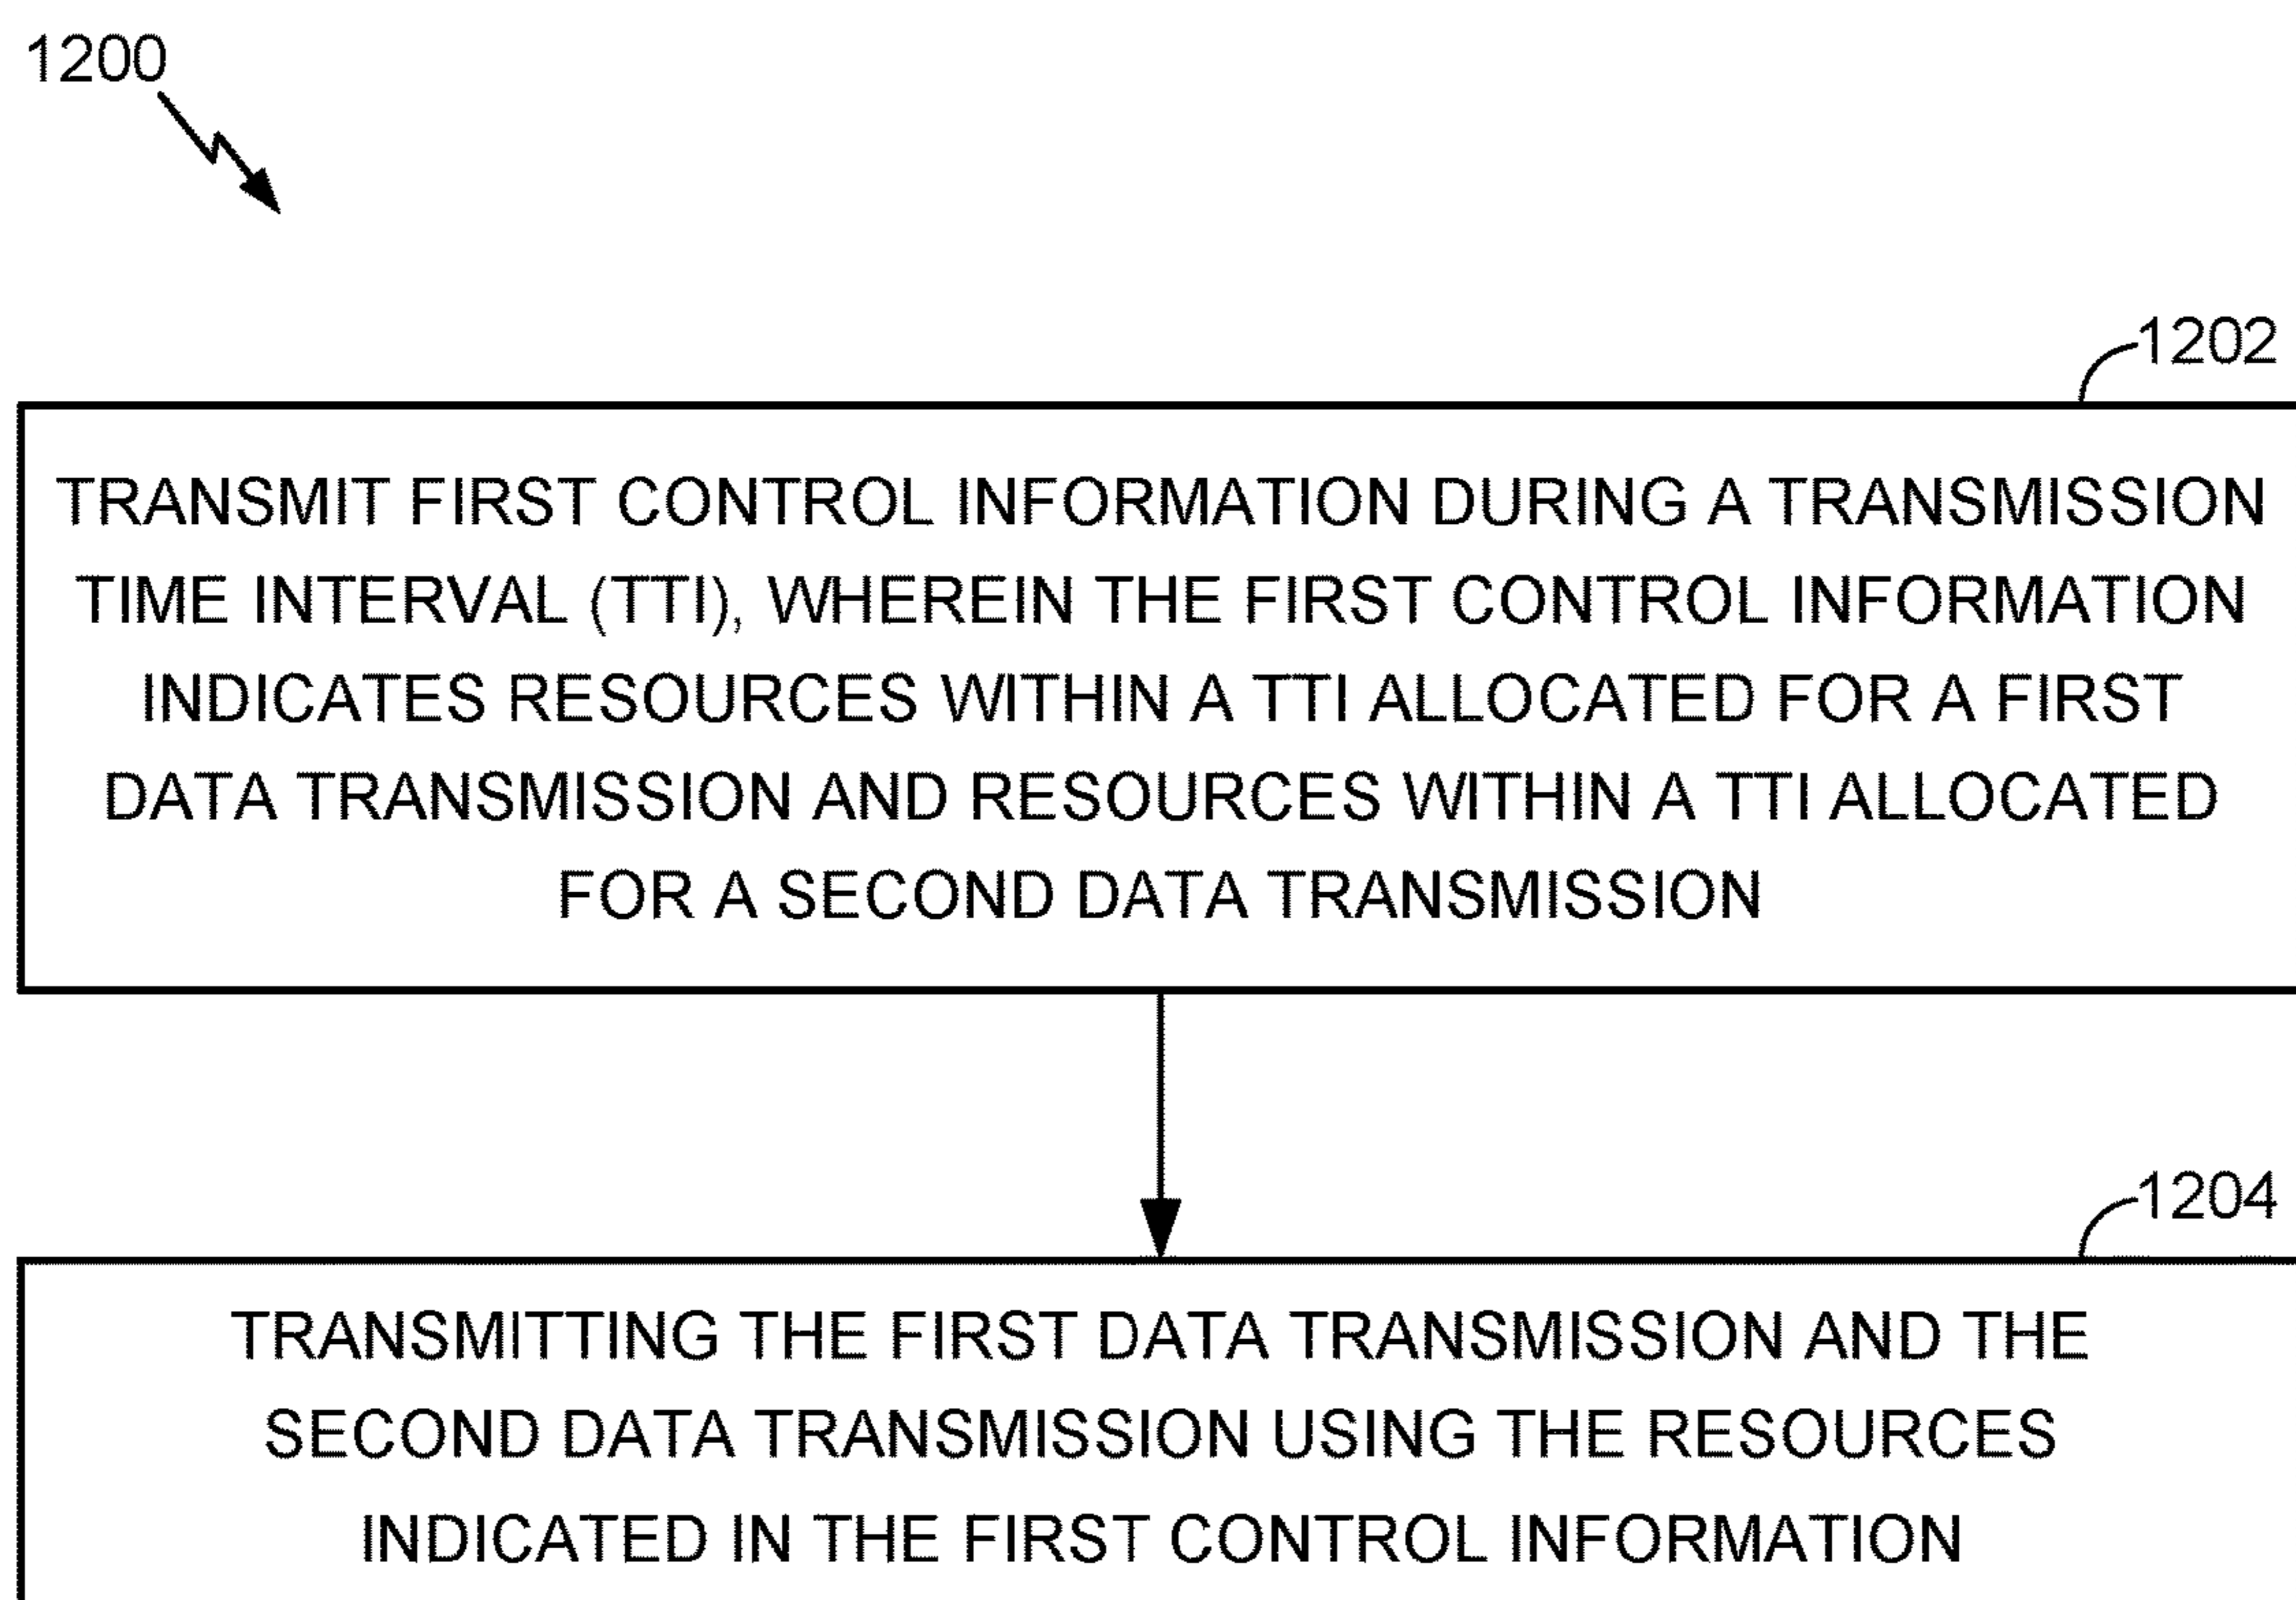 1200
1202
TRANSMIT FIRST CONTROL INFORMATION DURING A TRANSMISSION
TIME INTERVAL (TTI), WHEREIN THE FIRST CONTROL INFORMATION
INDICATES RESOURCES WITHIN A TTI ALLOCATED FOR A FIRST
DATA TRANSMISSION AND RESOURCES WITHIN A TTI ALLOCATED
FOR A SECOND DATA TRANSMISSION
1204
TRANSMITTING THE FIRST DATA TRANSMISSION AND THE
SECOND DATA TRANSMISSION USING THE RESOURCES
INDICATED IN THE FIRST CONTROL INFORMATION